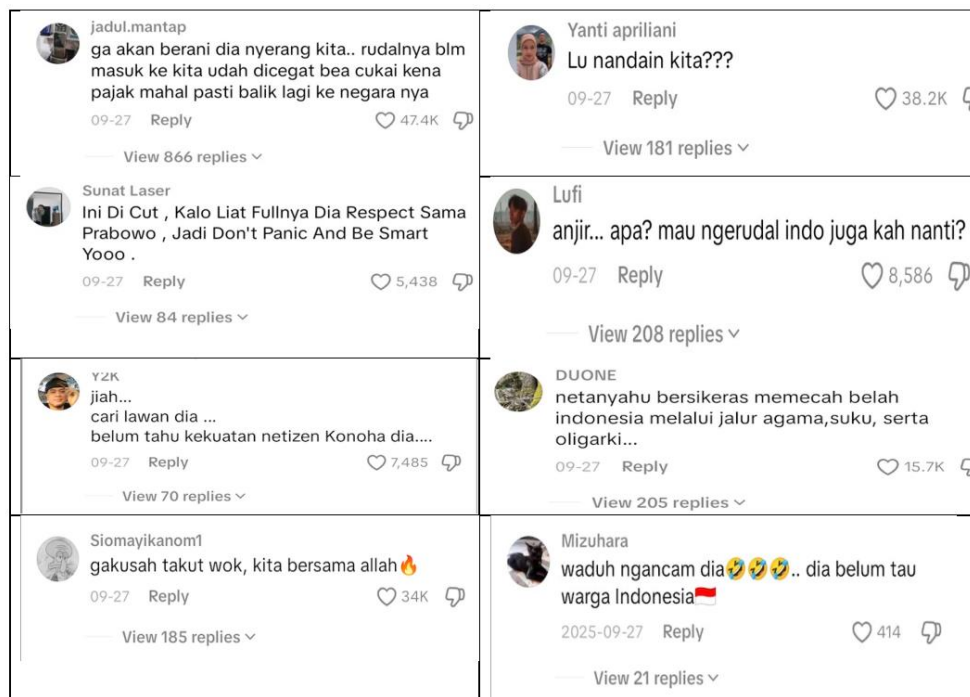 jadul.mantap
ga akan berani dia nyerang kita.. rudalnya blm
masuk ke kita udah dicegat bea cukai kena
pajak mahal pasti balik lagi ke negara nya
09-27 Reply 47.4K
View 866 replies
Yanti apriliani
Lu nandain kita???
09-27 Reply 38.2K
View 181 replies
Sunat Laser
Ini Di Cut , Kalo Liat Fullnya Dia Respect Sama
Prabowo , Jadi Don't Panic And Be Smart
Yooo .
09-27 Reply 5,438
View 84 replies
Lufi
anjir... apa? mau ngerudal indo juga kah nanti?
09-27 Reply 8,586
View 208 replies
Y2K
jiah...
cari lawan dia ...
belum tahu kekuatan netizen Konoha dia....
09-27 Reply 7,485
View 70 replies
DUONE
netanyahu bersikeras memecah belah
indonesia melalui jalur agama,suku, serta
oligarki...
09-27 Reply 15.7K
View 205 replies
Siomayikanom1
gakusah takut wok, kita bersama allah🔥
09-27 Reply 34K
View 185 replies
Mizuhara
waduh ngancam dia🤣🤣🤣.. dia belum tau
warga Indonesia🇮🇩
2025-09-27 Reply 414
View 21 replies